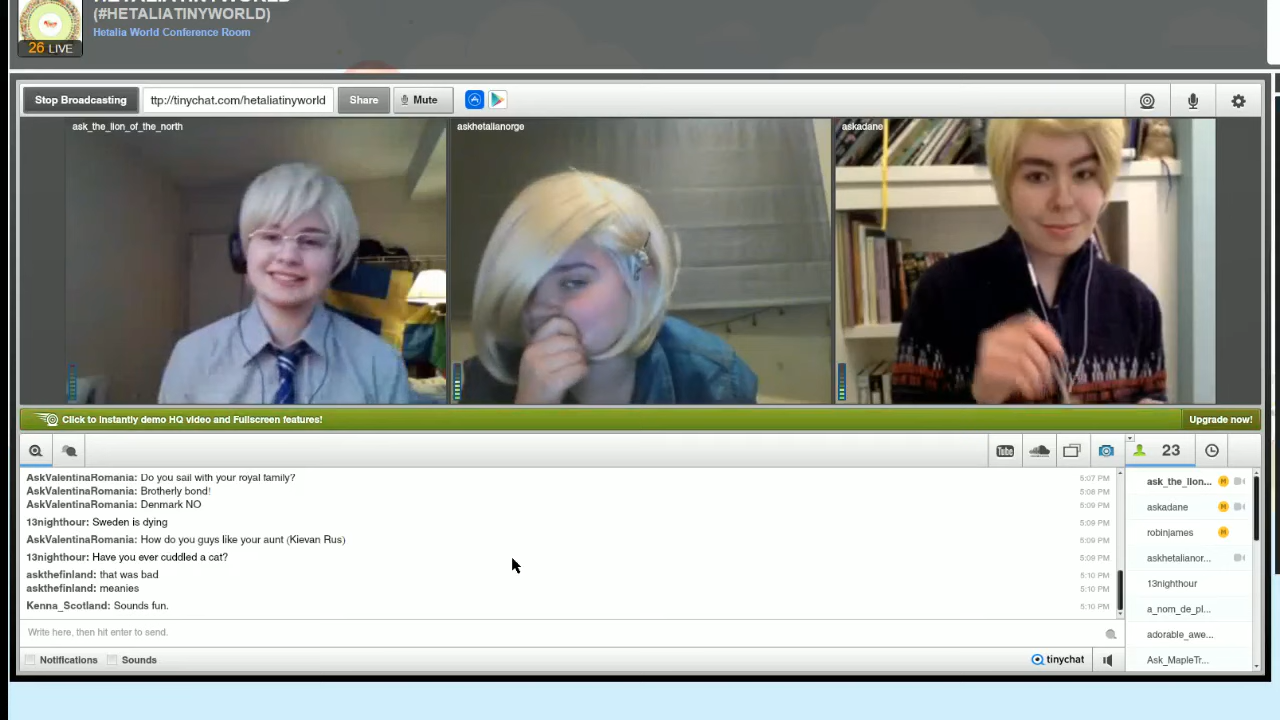 HETALIATINYWORLD
(#HETALIATINYWORLD)
Hetalia World Conference Room
26 LIVE
Stop Broadcasting
ttp://tinychat.com/hetaliatinyworld
Share
Mute
ask_the_lion_of_the_north
askhetalianorge
askadane
Click to instantly demo HQ video and Fullscreen features!
Upgrade now!
You Tube
23
AskValentinaRomania: Do you sail with your royal family? 5:07 PM
AskValentinaRomania: Brotherly bond! 5:08 PM
AskValentinaRomania: Denmark NO 5:09 PM
13nighthour: Sweden is dying 5:09 PM
AskValentinaRomania: How do you guys like your aunt (Kievan Rus) 5:09 PM
13nighthour: Have you ever cuddled a cat? 5:09 PM
askthefinland: that was bad 5:10 PM
askthefinland: meanies 5:10 PM
Kenna_Scotland: Sounds fun. 5:10 PM
ask_the_lion... M
askadane M
robinjames M
askhetalianor...
13nighthour
a_nom_de_pl...
adorable_awe...
Ask_MapleTr...
Write here, then hit enter to send.
Notifications
Sounds
tinychat